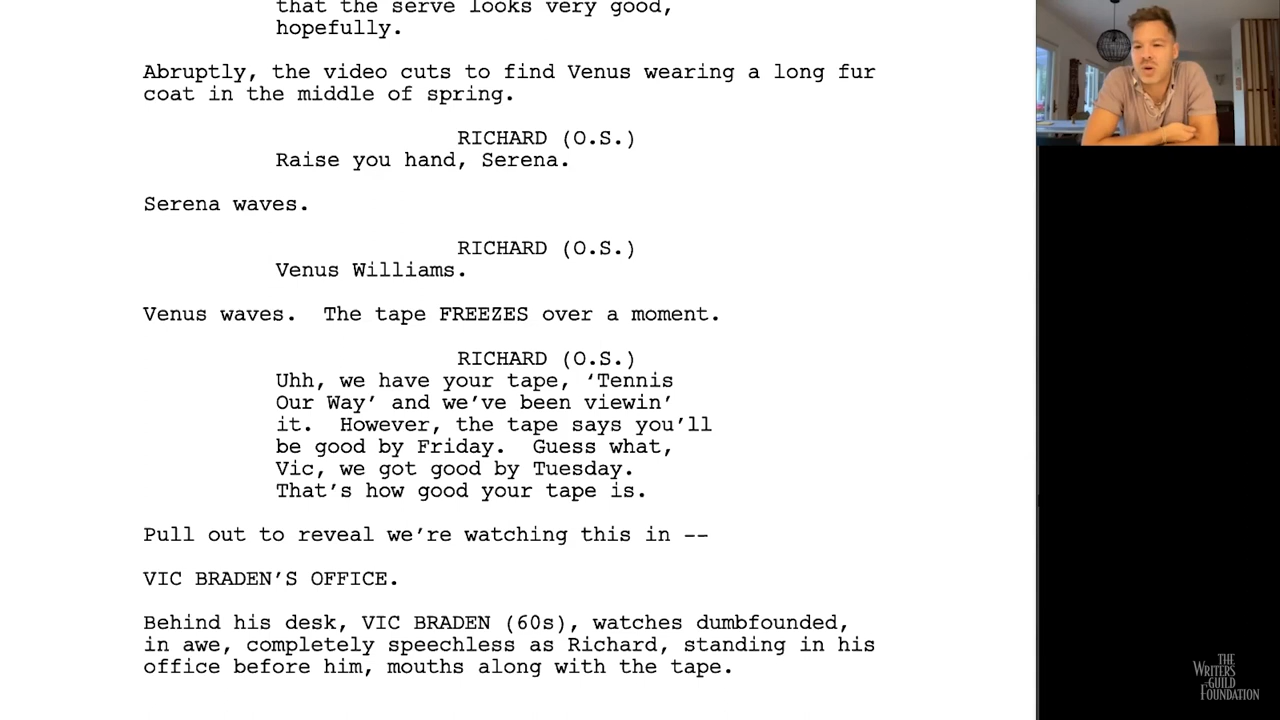 that the serve looks very good,
hopefully.
Abruptly, the video cuts to find Venus wearing a long fur
coat in the middle of spring.
RICHARD (O.S.)
Raise you hand, Serena.
Serena waves.
RICHARD (O.S.)
Venus Williams.
Venus waves.  The tape FREEZES over a moment.
RICHARD (O.S.)
Uhh, we have your tape, ‘Tennis
Our Way’ and we’ve been viewin’
it.  However, the tape says you’ll
be good by Friday.  Guess what,
Vic, we got good by Tuesday.
That’s how good your tape is.
Pull out to reveal we’re watching this in --
VIC BRADEN’S OFFICE.
Behind his desk, VIC BRADEN (60s), watches dumbfounded,
in awe, completely speechless as Richard, standing in his
office before him, mouths along with the tape.
THE
WRITERS
GUILD
FOUNDATION